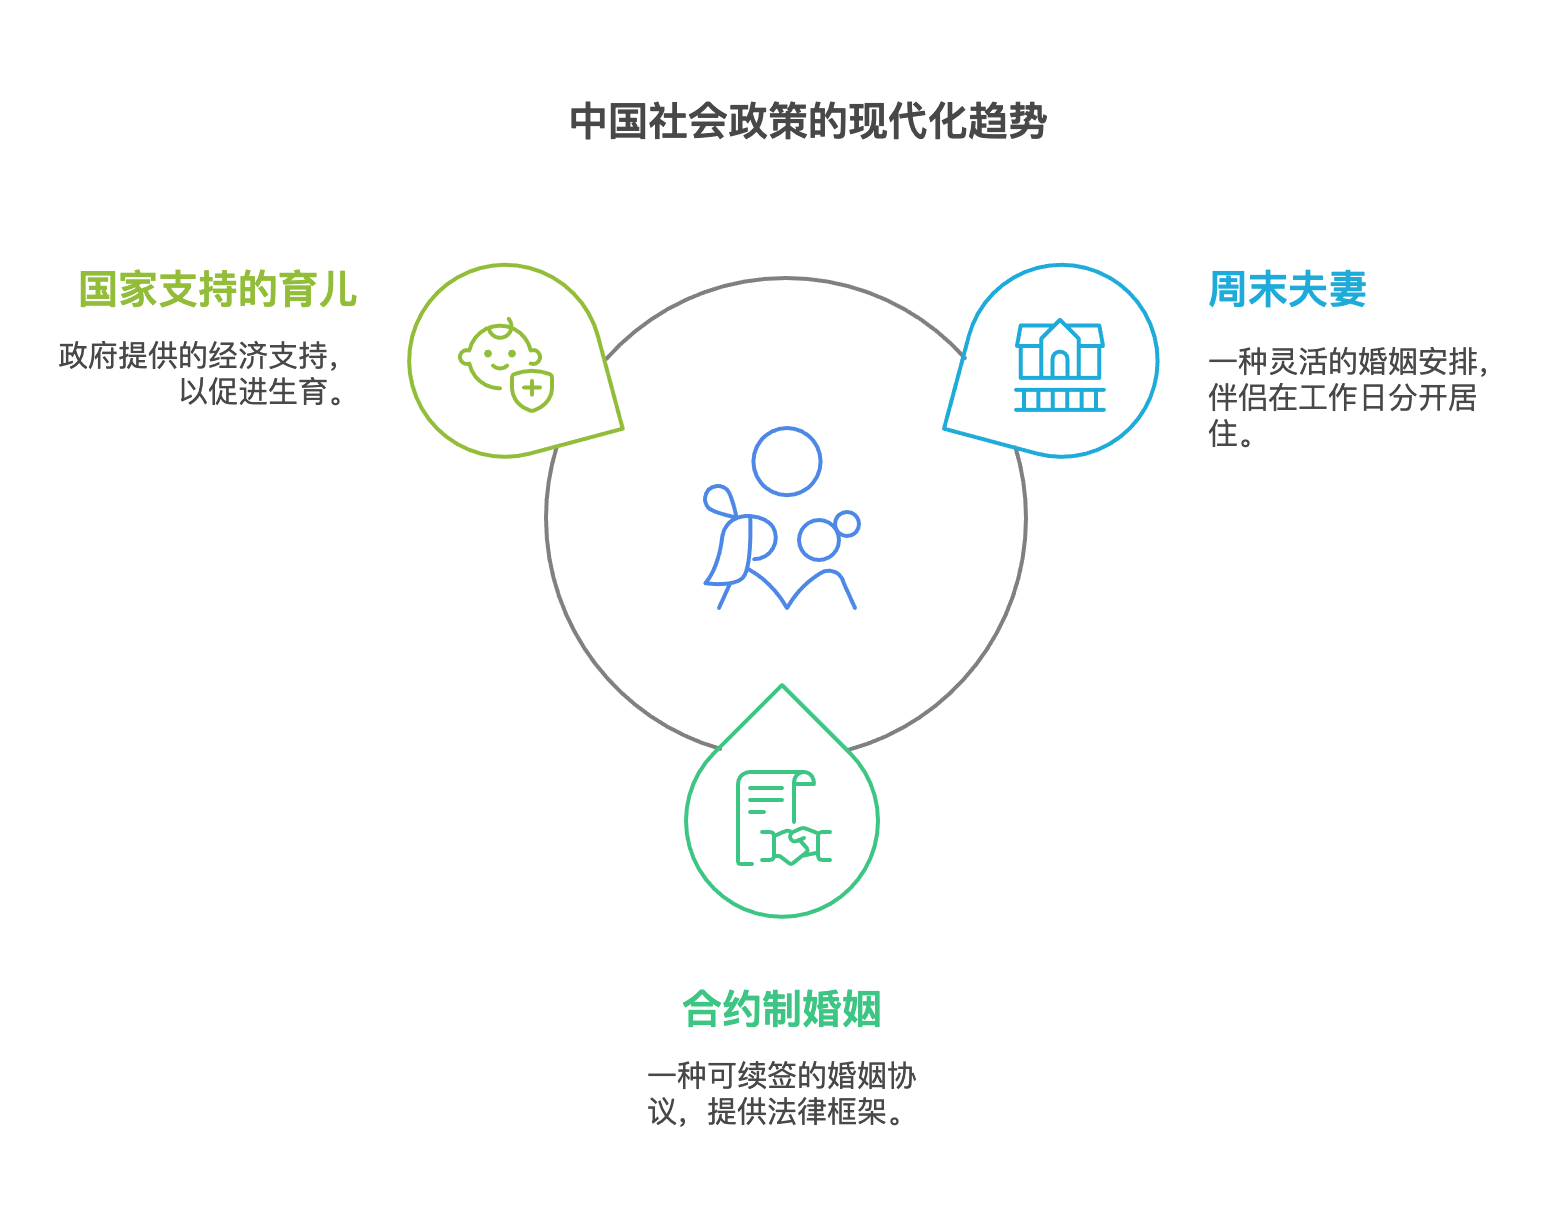 中国社会政策的现代化趋势
国家支持的育儿
政府提供的经济支持，
以促进生育。
周末夫妻
一种灵活的婚姻安排，
伴侣在工作日分开居
住。
合约制婚姻
一种可续签的婚姻协
议，提供法律框架。